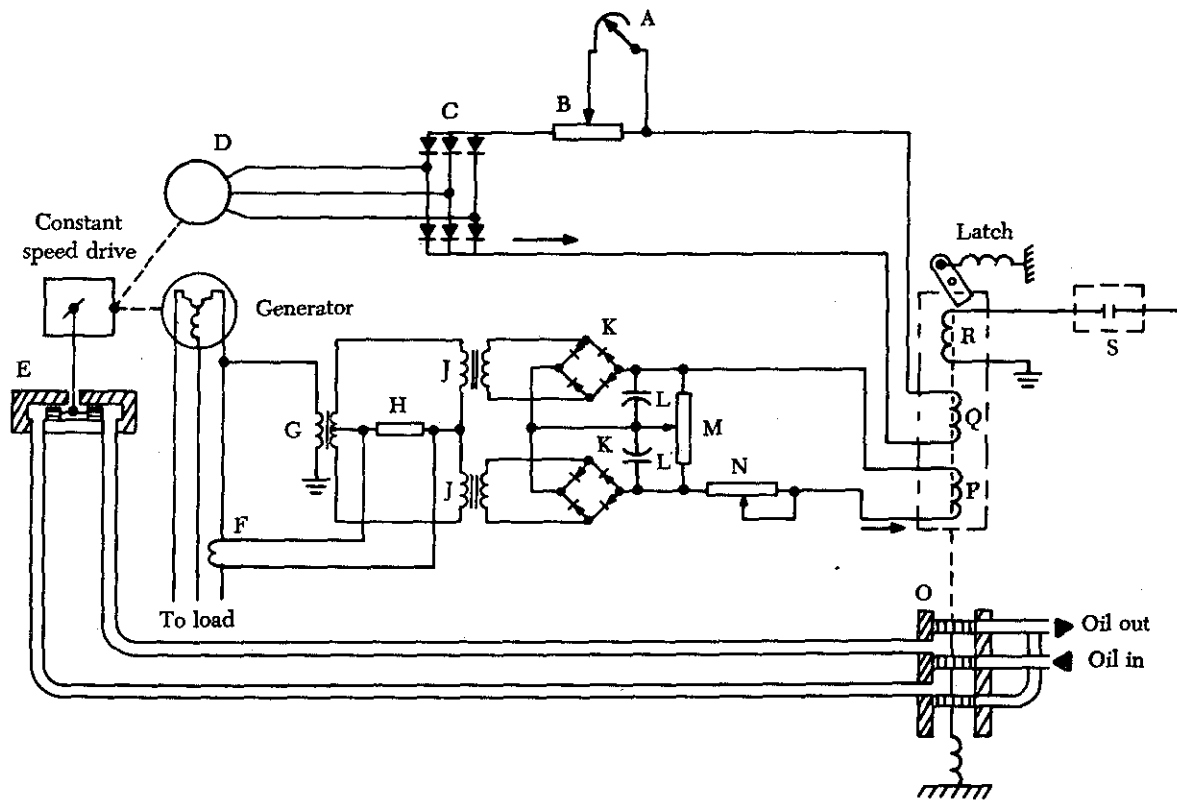 A
B
C
D
Constant
speed drive
Latch
Generator
R
S
E
K
J
L
Q
G
H
M
K
N
L
J
P
F
To load
O
Oil out
Oil in